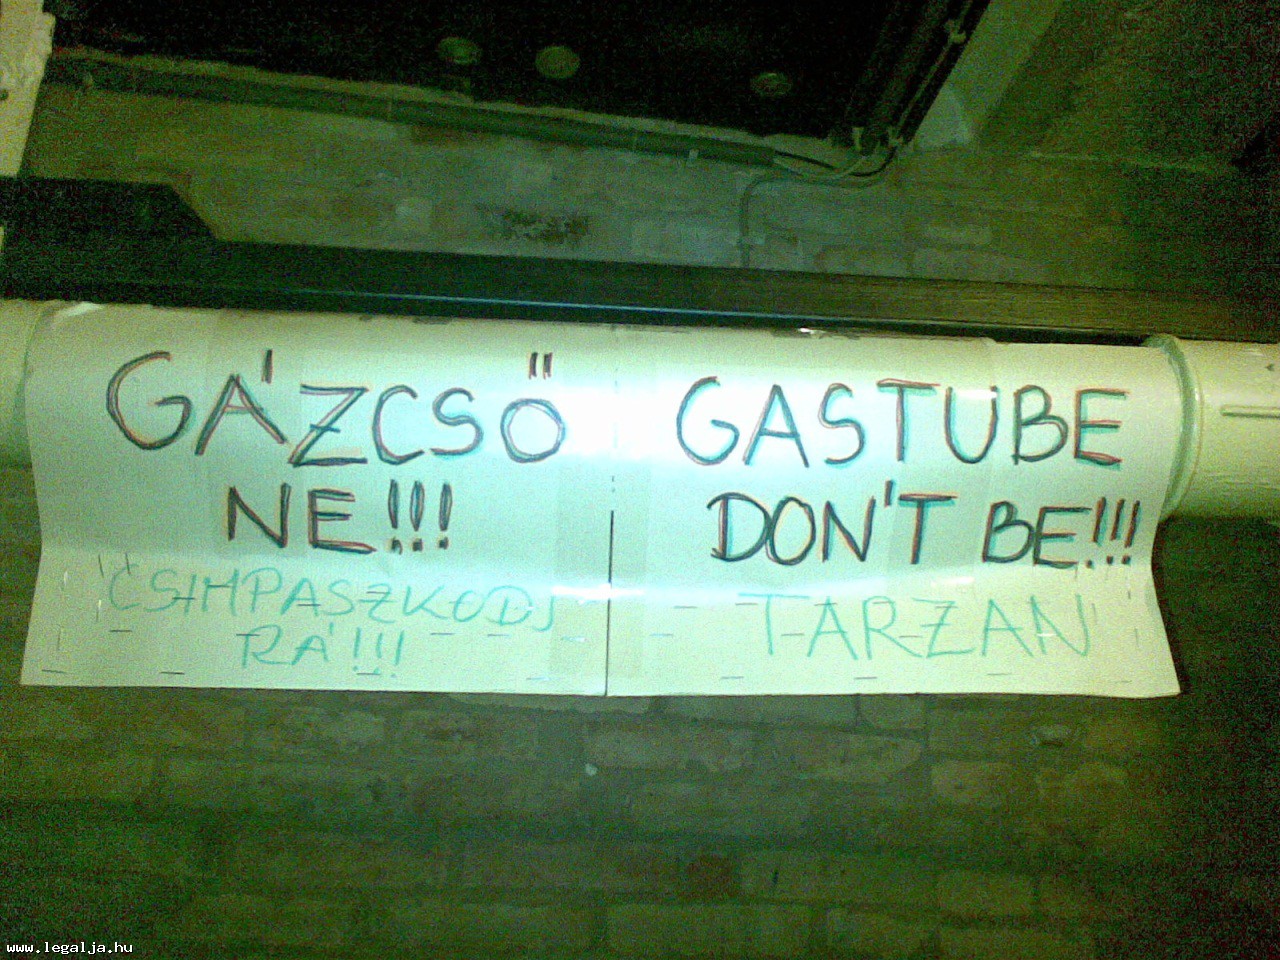 GÁZCSŐ
NE!!!
CSIMPASZKODJ
RÁ!!!
GASTUBE
DON'T BE!!!
TARZAN
www.legalja.hu